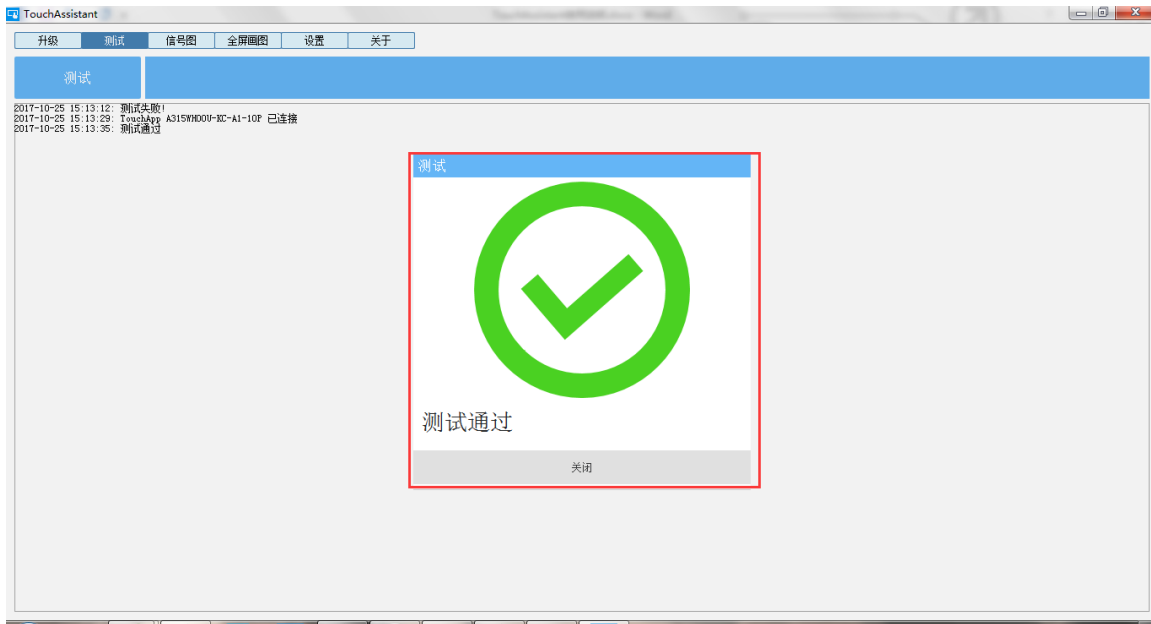 TouchAssistant
升级 测试 信号图 全屏画图 设置 关于
测试
2017-10-25 15:13:12: 测试失败!
2017-10-25 15:13:29: TouchApp A315WHD0U-KC-A1-10P 已连接
2017-10-25 15:13:35: 测试通过
测试
测试通过
关闭